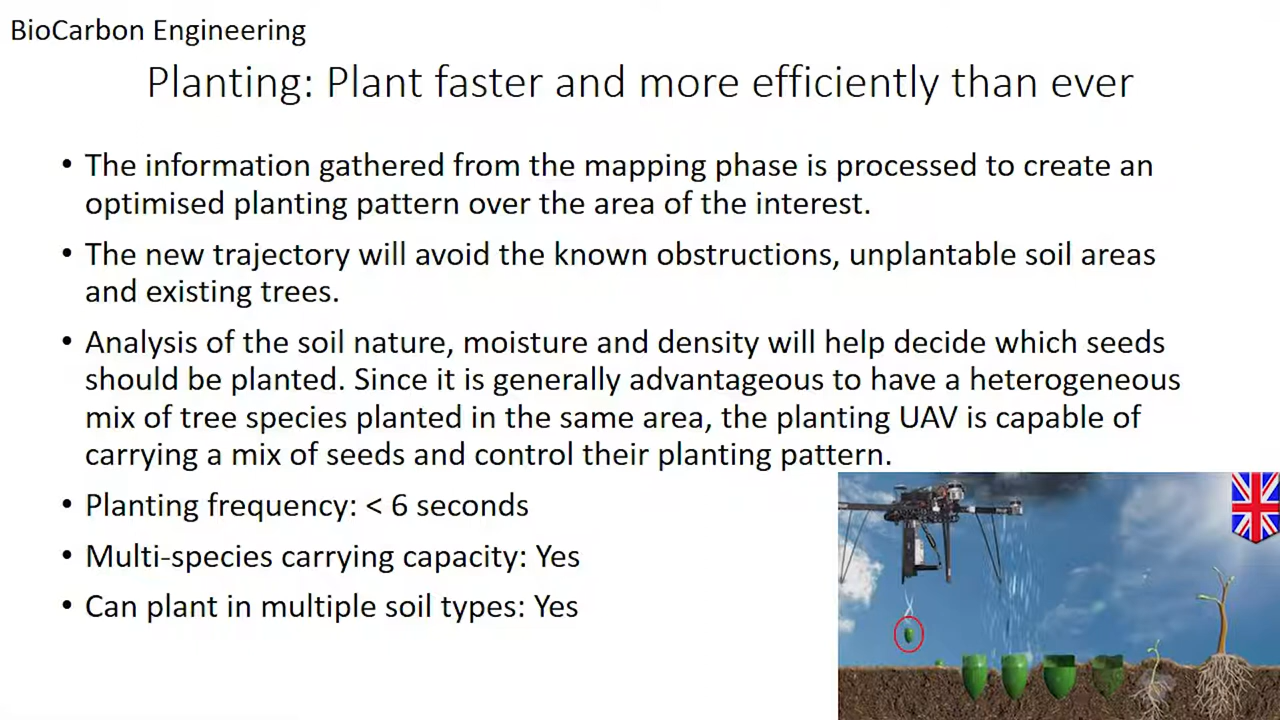 BioCarbon Engineering
Planting: Plant faster and more efficiently than ever
• The information gathered from the mapping phase is processed to create an
optimised planting pattern over the area of the interest.
• The new trajectory will avoid the known obstructions, unplantable soil areas
and existing trees.
• Analysis of the soil nature, moisture and density will help decide which seeds
should be planted. Since it is generally advantageous to have a heterogeneous
mix of tree species planted in the same area, the planting UAV is capable of
carrying a mix of seeds and control their planting pattern.
• Planting frequency: < 6 seconds
• Multi-species carrying capacity: Yes
• Can plant in multiple soil types: Yes